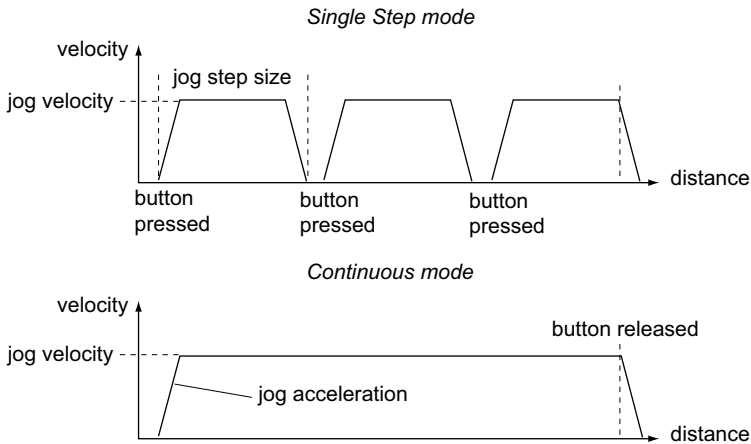 Single Step mode
velocity
jog step size
jog velocity
distance
button
pressed
button
pressed
button
pressed
Continuous mode
velocity
button released
jog velocity
jog acceleration
distance